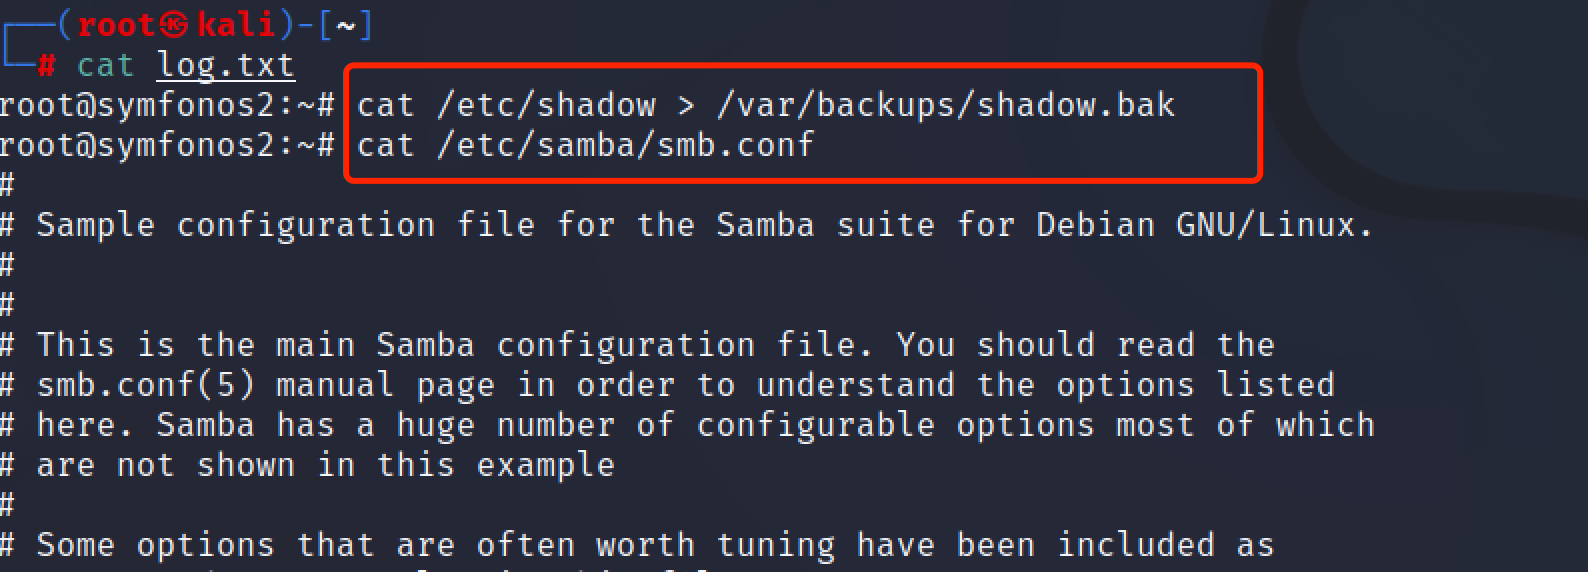 ┌──(root㉿kali)-[~]
└─# cat log.txt
root@symfonos2:~# cat /etc/shadow > /var/backups/shadow.bak
root@symfonos2:~# cat /etc/samba/smb.conf
#
# Sample configuration file for the Samba suite for Debian GNU/Linux.
#
#
# This is the main Samba configuration file. You should read the
# smb.conf(5) manual page in order to understand the options listed
# here. Samba has a huge number of configurable options most of which
# are not shown in this example
#
# Some options that are often worth tuning have been included as